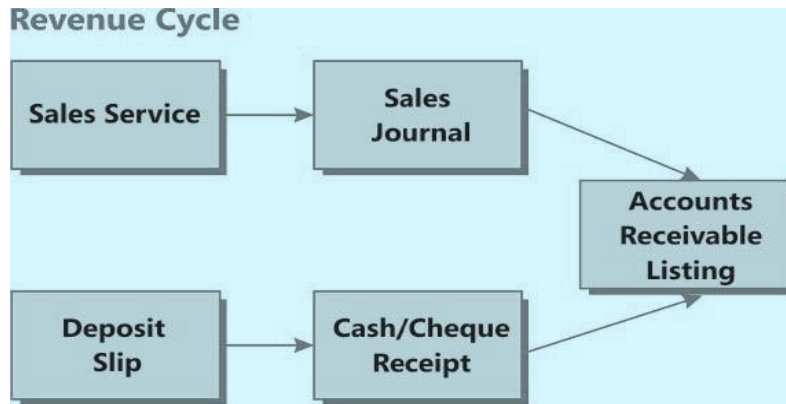 Revenue Cycle
Sales Service
Sales
Journal
Accounts
Receivable
Listing
Deposit
Slip
Cash/Cheque
Receipt